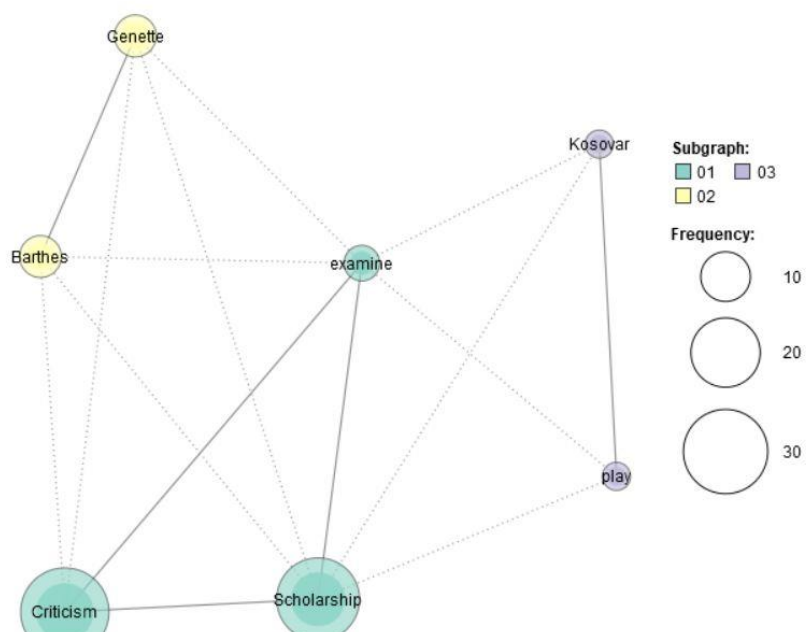 Genette
Kosovar
Subgraph:
01 03
02
Frequency:
Barthes
examine
10
20
30
play
Criticism
Scholarship